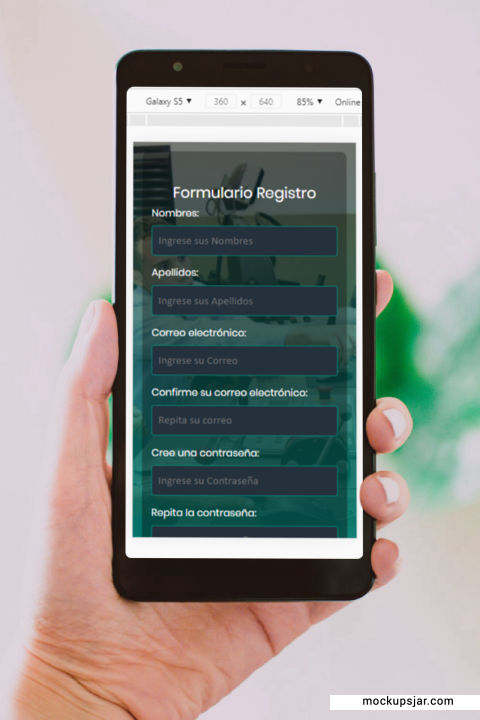 Galaxy S5 ▼ 360 × 640 85% ▼ Online
Formulario Registro
Nombres:
Ingrese sus Nombres
Apellidos:
Ingrese sus Apellidos
Correo electrónico:
Ingrese su Correo
Confirme su correo electrónico:
Repita su correo
Cree una contraseña:
Ingrese su Contraseña
Repita la contraseña:
mockupsjar.com